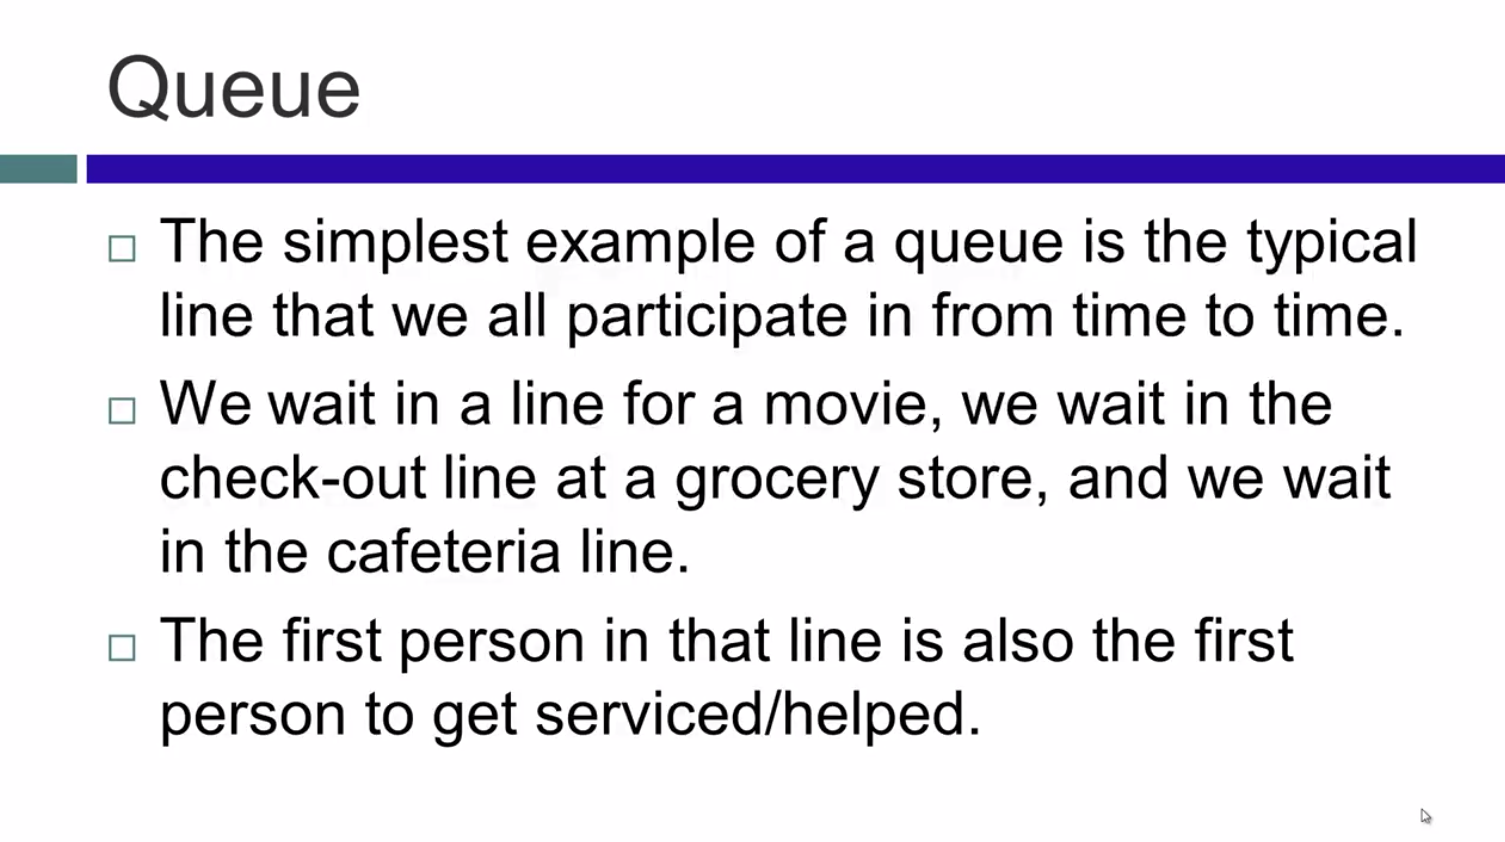 Queue
The simplest example of a queue is the typical
line that we all participate in from time to time.
We wait in a line for a movie, we wait in the
check-out line at a grocery store, and we wait
in the cafeteria line.
The first person in that line is also the first
person to get serviced/helped.